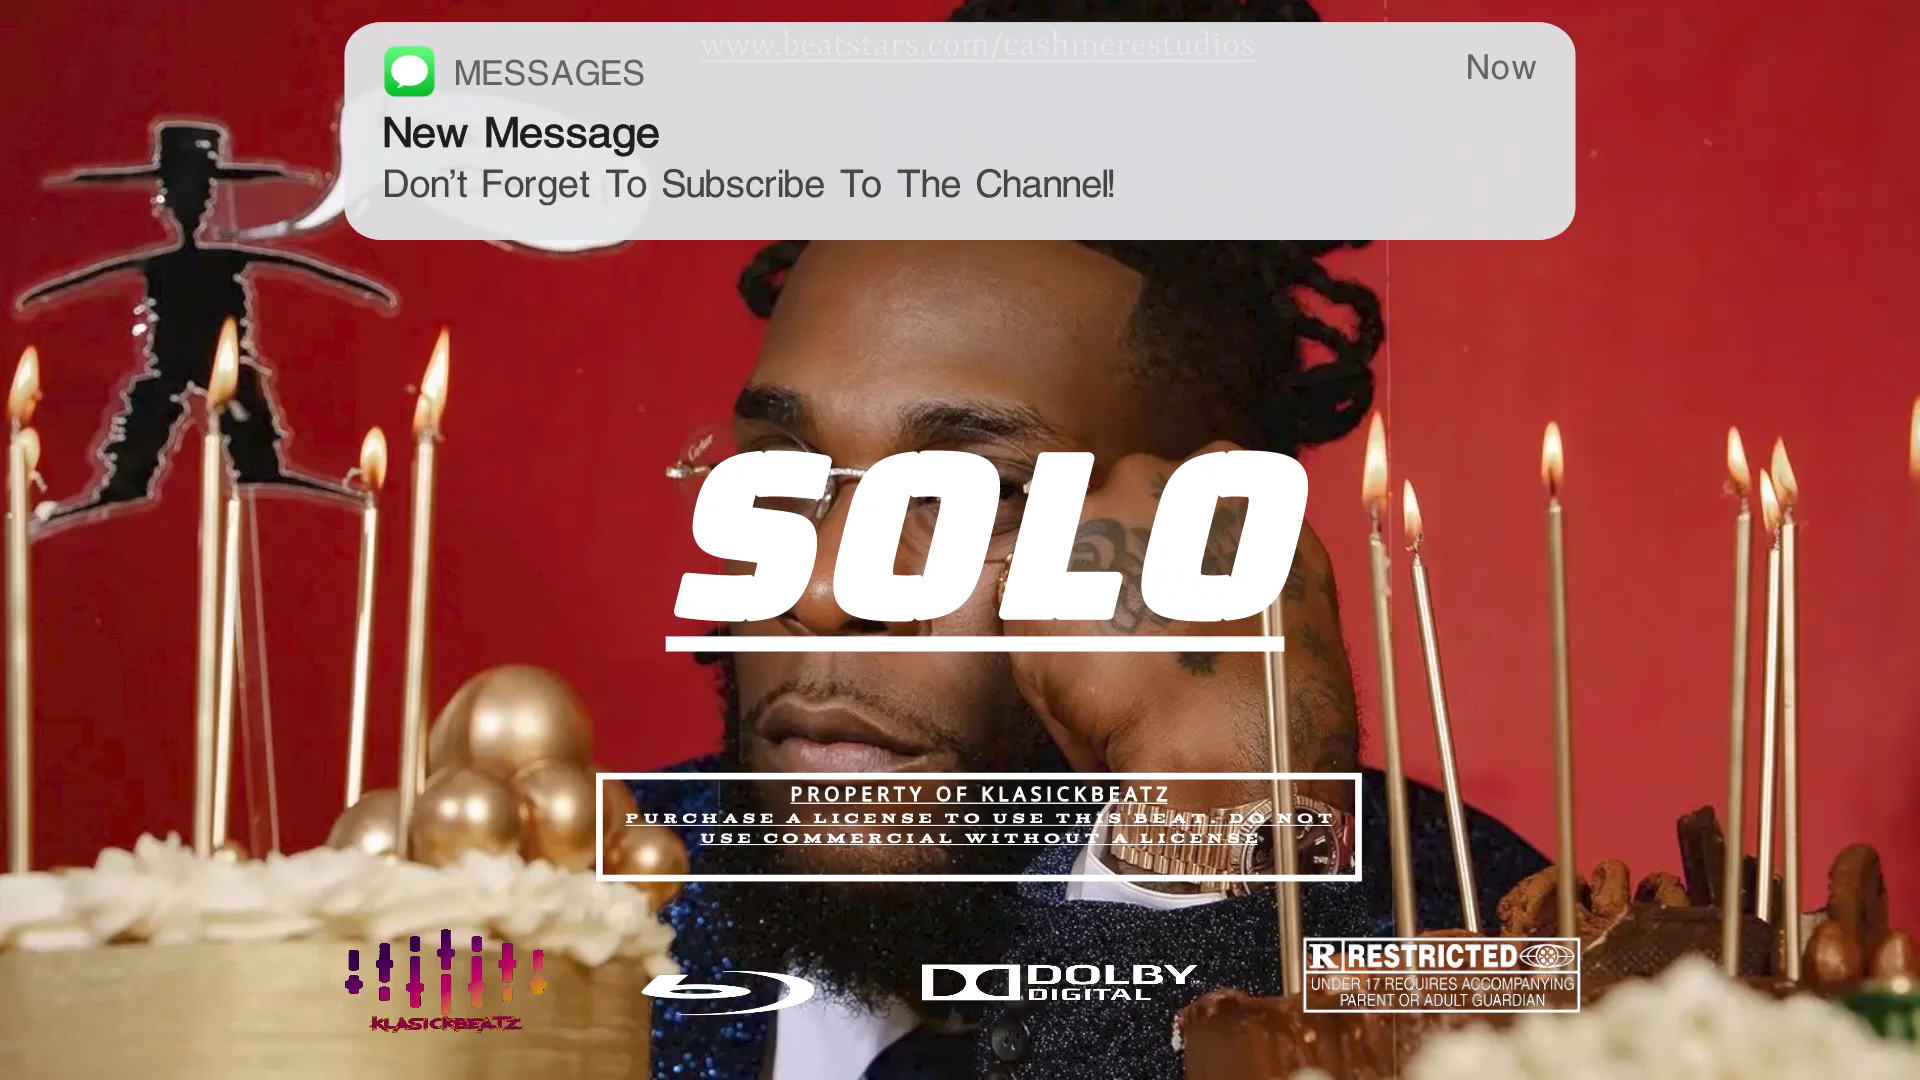 www.beatstars.com/cashmerestudios
MESSAGES
Now
New Message
Don't Forget To Subscribe To The Channel!
Cartier
SOLO
PROPERTY OF KLASICKBEATZ
PURCHASE A LICENSE TO USE THIS BEAT. DO NOT
USE COMMERCIAL WITHOUT A LICENSE
KLASICKBEATZ
DOLBY
DIGITAL
R RESTRICTED
UNDER 17 REQUIRES ACCOMPANYING
PARENT OR ADULT GUARDIAN